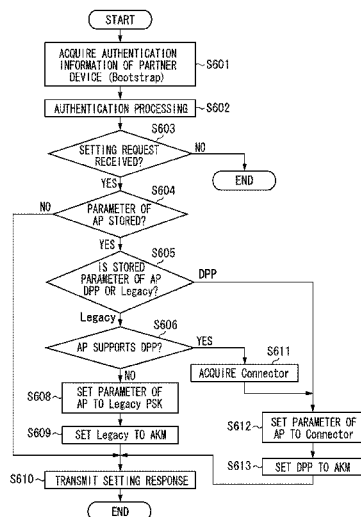 START
ACQUIRE AUTHENTICATION
INFORMATION OF PARTNER
DEVICE (Bootstrap)
S601
AUTHENTICATION PROCESSING
S602
S603
SETTING REQUEST
RECEIVED?
NO
END
YES
S604
NO
PARAMETER OF
AP STORED?
YES
S605
IS STORED
PARAMETER OF AP
DPP OR Legacy?
DPP
Legacy
S606
AP SUPPORTS DPP?
YES
S611
ACQUIRE Connector
NO
S608
SET PARAMETER OF
AP TO Legacy PSK
S612
SET PARAMETER OF
AP TO Connector
S609
SET Legacy TO AKM
S613
SET DPP TO AKM
S610
TRANSMIT SETTING RESPONSE
END